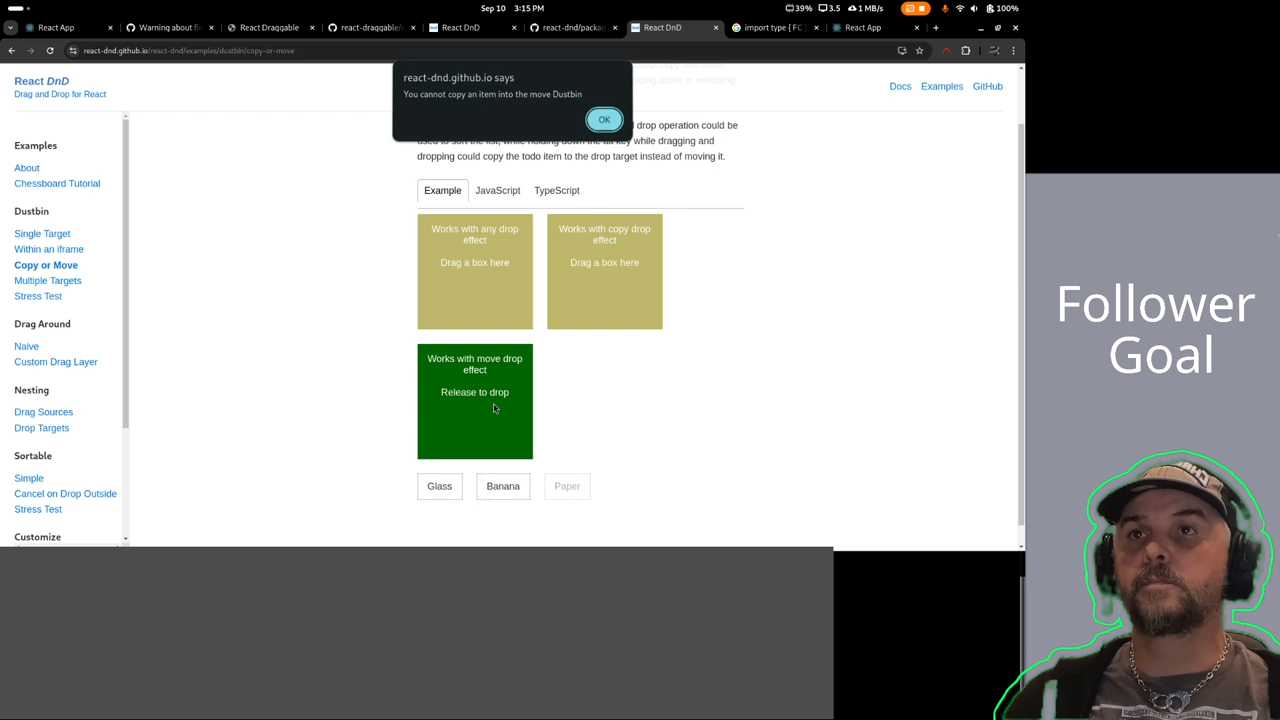 Sep 10 3:15 PM
39% 3.5 1 MB/s 100%
React App
Warning about fi
React Draggable
react-draggable/
React DnD
react-dnd/packa
React DnD
import type { FC
React App
react-dnd.github.io/react-dnd/examples/dustbin/copy-or-move
React DnD
Drag and Drop for React
Docs
Examples
GitHub
react-dnd.github.io says
You cannot copy an item into the move Dustbin
OK
drop operation could be
used to sort the list, while holding down the alt key while dragging and
dropping could copy the todo item to the drop target instead of moving it.
Examples
About
Chessboard Tutorial
Dustbin
Single Target
Within an iframe
Copy or Move
Multiple Targets
Stress Test
Drag Around
Naive
Custom Drag Layer
Nesting
Drag Sources
Drop Targets
Sortable
Simple
Cancel on Drop Outside
Stress Test
Customize
Example
JavaScript
TypeScript
Works with any drop
effect
Drag a box here
Works with copy drop
effect
Drag a box here
Works with move drop
effect
Release to drop
Glass
Banana
Paper
Follower
Goal